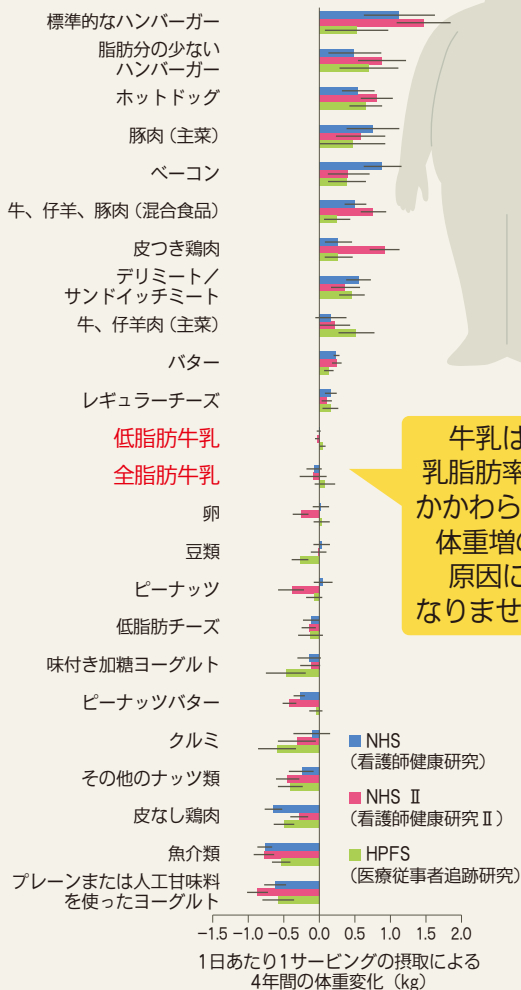 標準的なハンバーガー
脂肪分の少ない
ハンバーガー
ホットドッグ
豚肉（主菜）
ベーコン
牛、仔羊、豚肉（混合食品）
皮つき鶏肉
デリミート／
サンドイッチミート
牛、仔羊肉（主菜）
バター
レギュラーチーズ
低脂肪牛乳
全脂肪牛乳
卵
豆類
ピーナッツ
低脂肪チーズ
味付き加糖ヨーグルト
ピーナッツバター
クルミ
その他のナッツ類
皮なし鶏肉
魚介類
プレーンまたは人工甘味料
を使ったヨーグルト
牛乳は
乳脂肪率
かかわら
体重増の
原因に
なりませ
NHS
（看護師健康研究）
NHS Ⅱ
（看護師健康研究Ⅱ）
HPFS
（医療従事者追跡研究）
−1.5 −1.0 −0.5 0.0 0.5 1.0 1.5 2.0
1日あたり1サービングの摂取による
4年間の体重変化（kg）